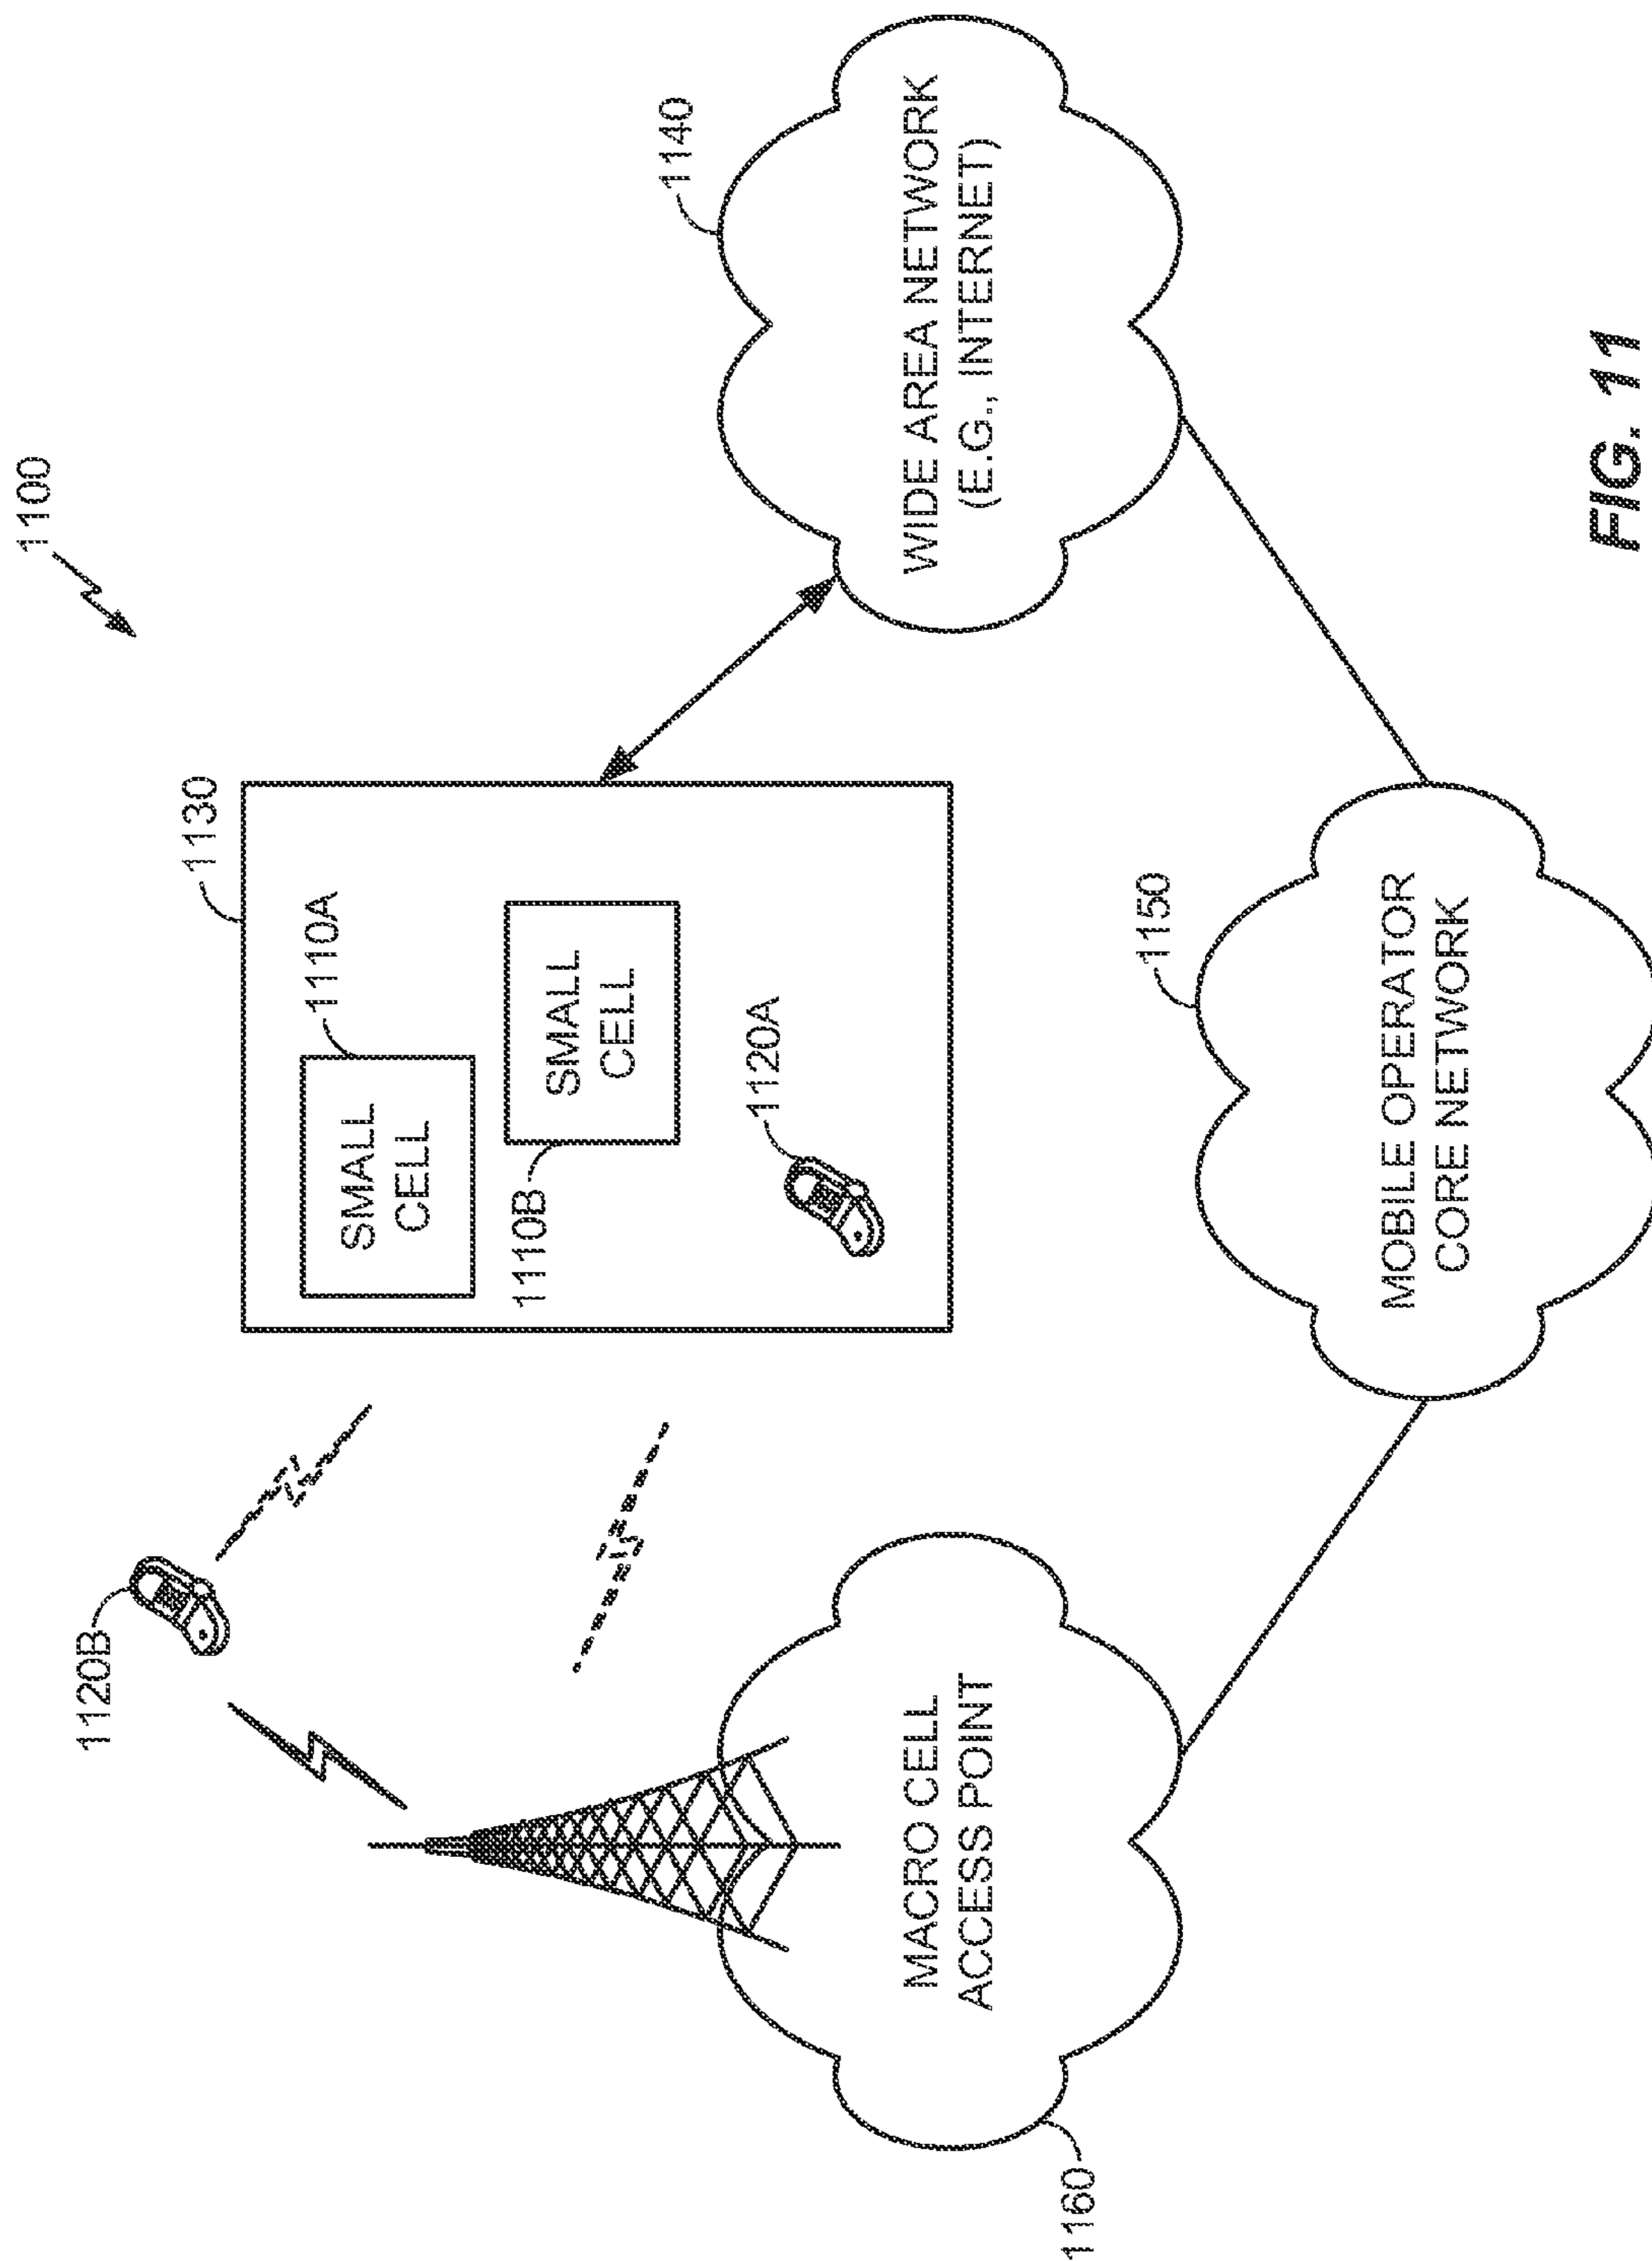 1100
1120B
1130
SMALL
CELL
1110A
1110B
SMALL
CELL
1120A
1140
WIDE AREA NETWORK
(E.G., INTERNET)
MACRO CELL
ACCESS POINT
1160
1150
MOBILE OPERATOR
CORE NETWORK
FIG. 11